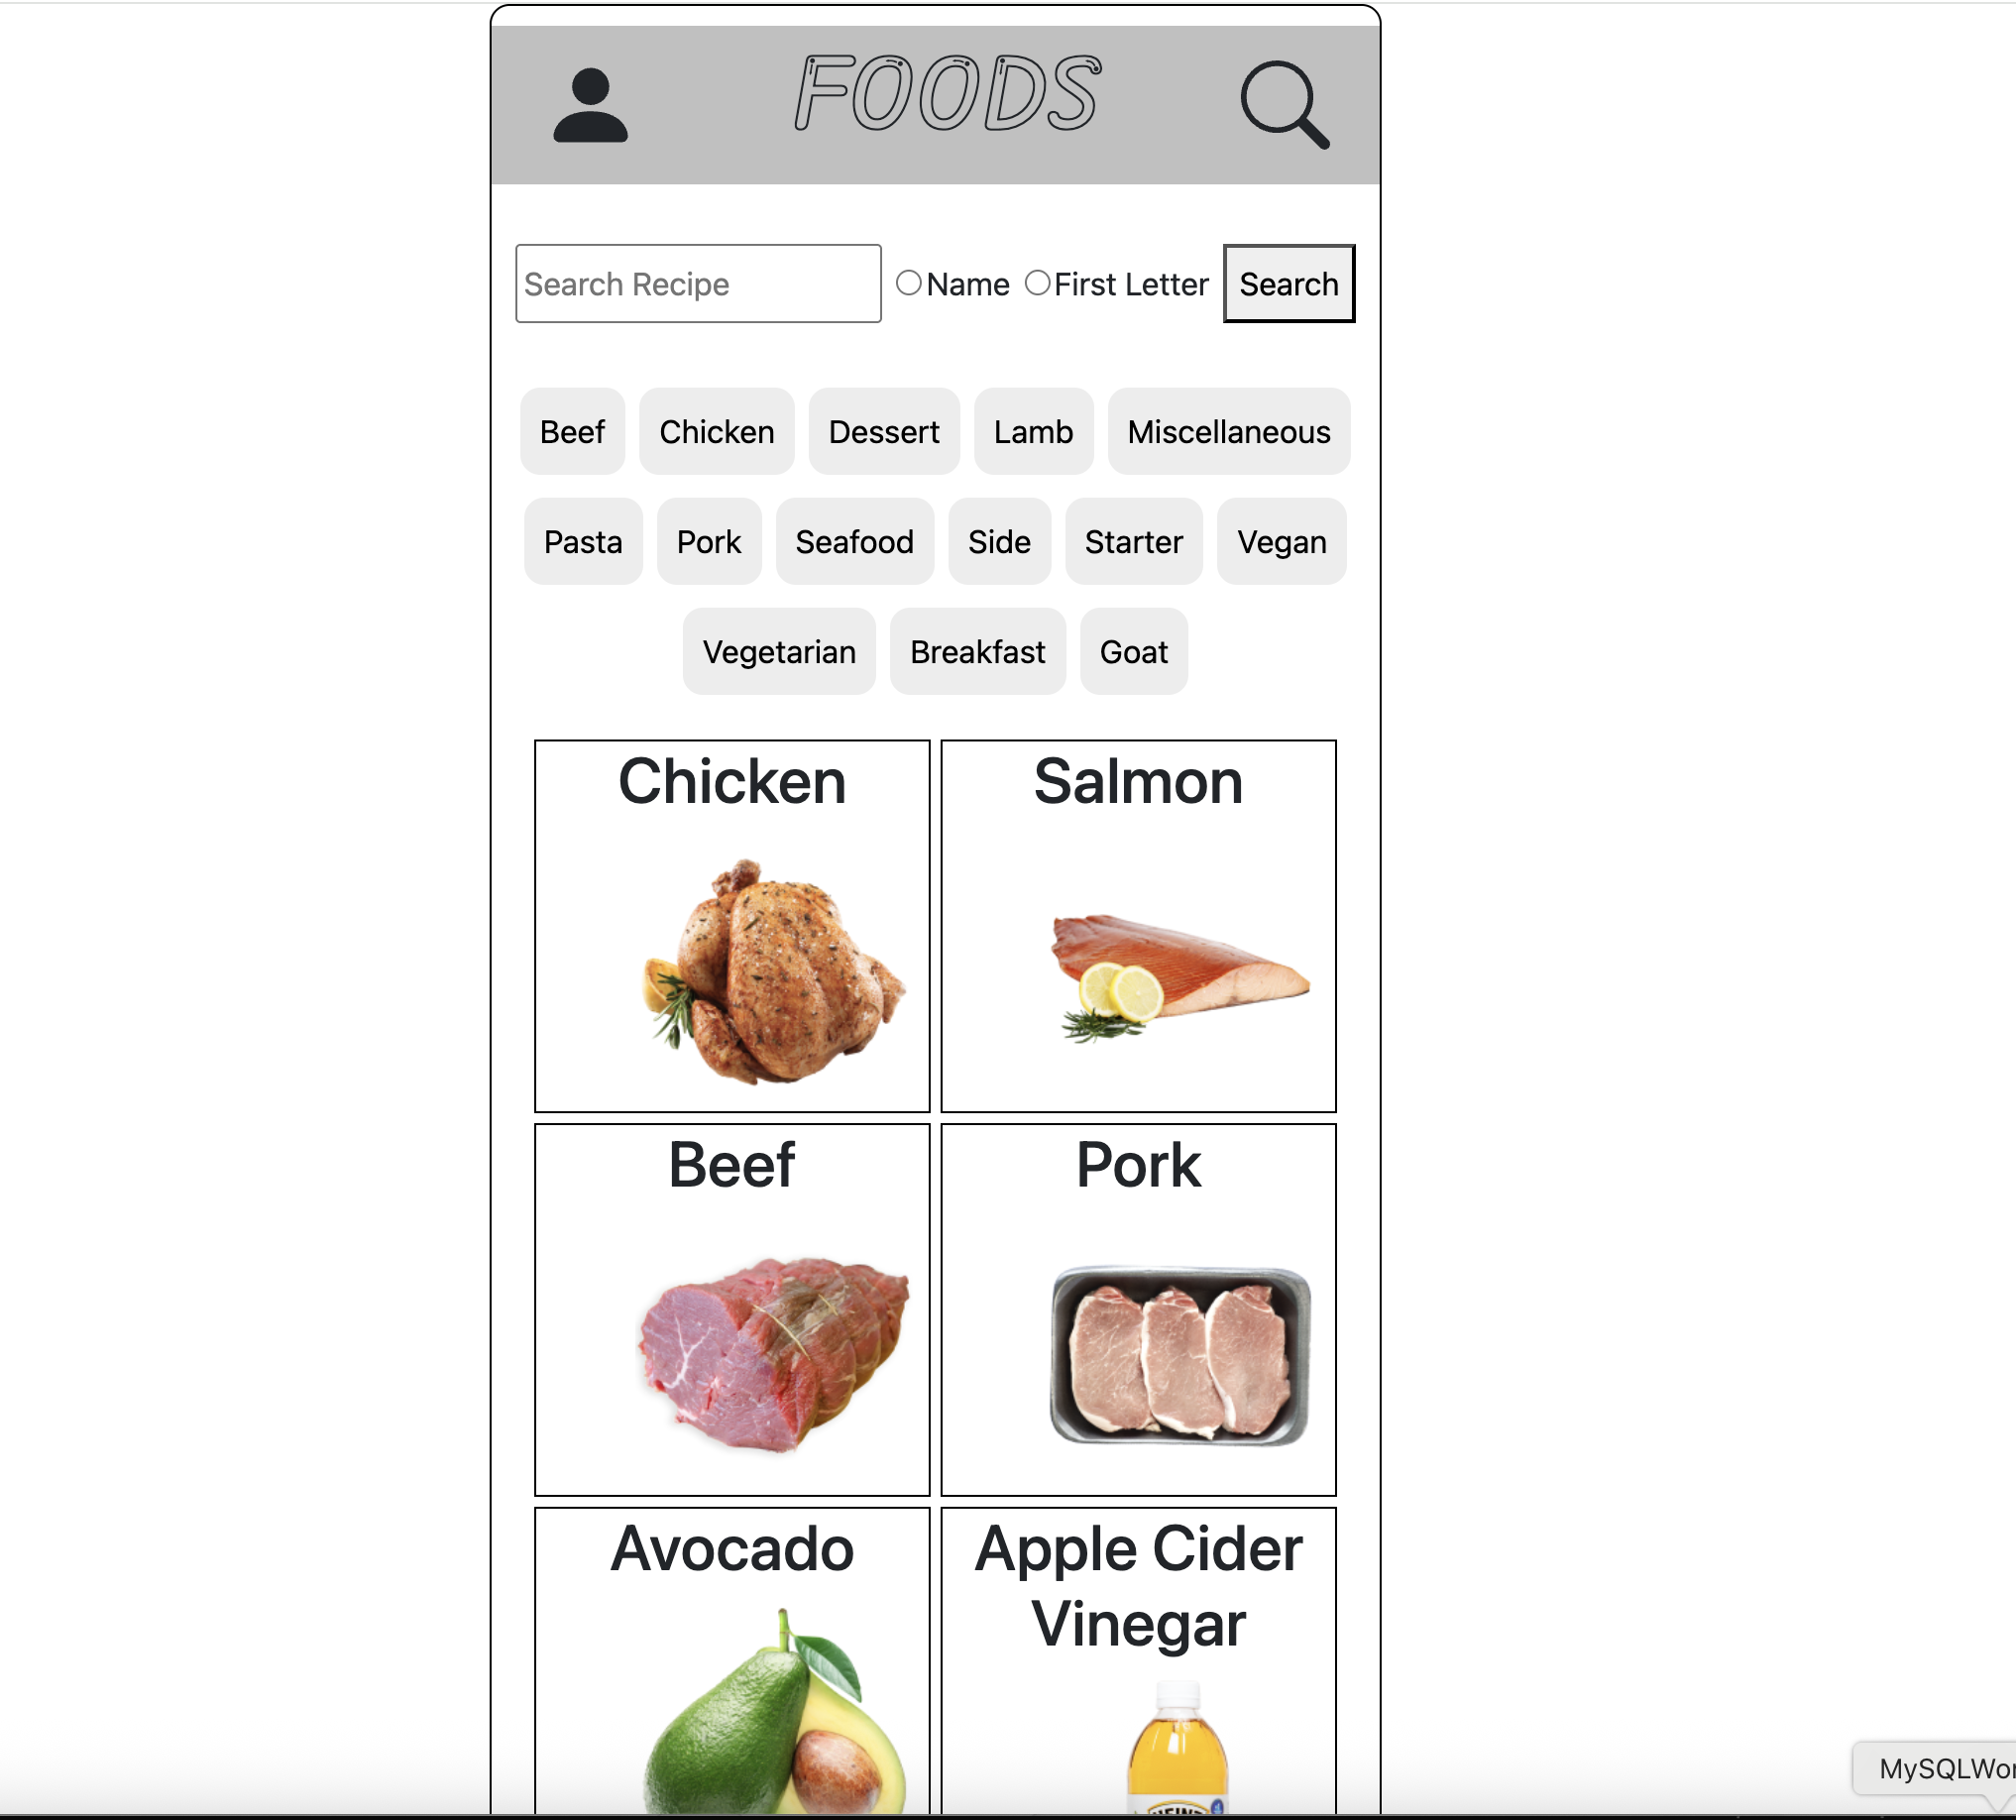 FOODS
Search Recipe Name First Letter Search
Beef Chicken Dessert Lamb Miscellaneous
Pasta Pork Seafood Side Starter Vegan
Vegetarian Breakfast Goat
Chicken Salmon
Beef Pork
Avocado Apple Cider
Vinegar
HEINZ
MySQLWor